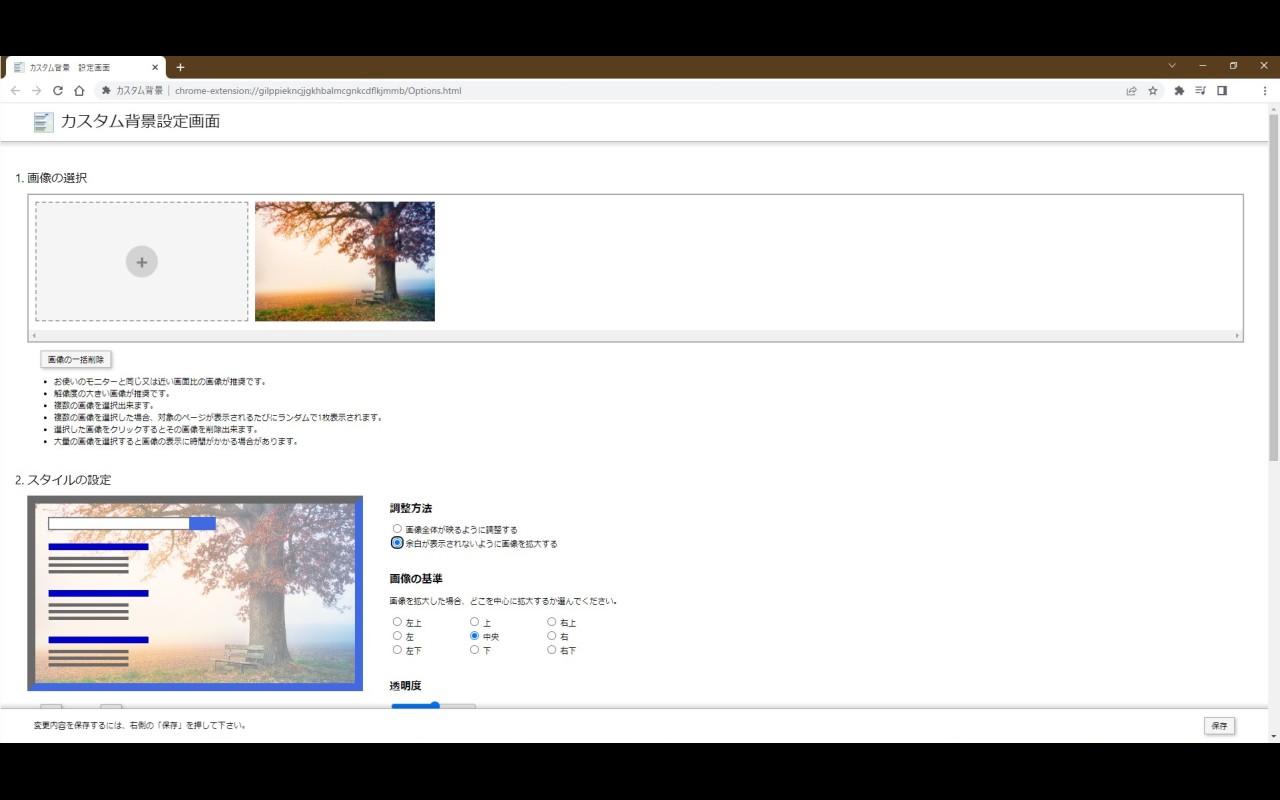 カスタム背景　設定画面
カスタム背景 | chrome-extension://gilppiekncjjgkhbalmcgnkcdflkjmmb/Options.html
カスタム背景設定画面
1. 画像の選択
画像の一括削除
お使いのモニターと同じ又は近い画面比の画像が推奨です。
解像度の大きい画像が推奨です。
複数の画像を選択出来ます。
複数の画像を選択した場合、対象のページが表示されるたびにランダムで1枚表示されます。
選択した画像をクリックするとその画像を削除出来ます。
大量の画像を選択すると画像の表示に時間がかかる場合があります。
2. スタイルの設定
調整方法
画像全体が映るように調整する
余白が表示されないように画像を拡大する
画像の基準
画像を拡大した場合、どこを中心に拡大するか選んでください。
左上 上 右上
左 中央 右
左下 下 右下
透明度
変更内容を保存するには、右側の「保存」を押して下さい。
保存